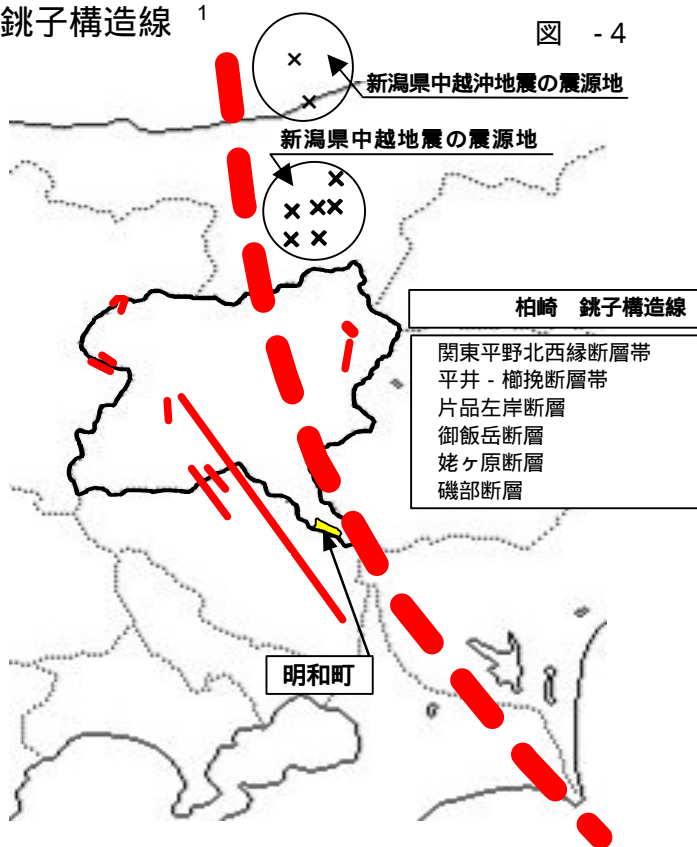 銚子構造線 1
図 - 4
新潟県中越沖地震の震源地
新潟県中越地震の震源地
柏崎 銚子構造線
関東平野北西縁断層帯
平井 - 櫛挽断層帯
片品左岸断層
御飯岳断層
姥ヶ原断層
磯部断層
明和町